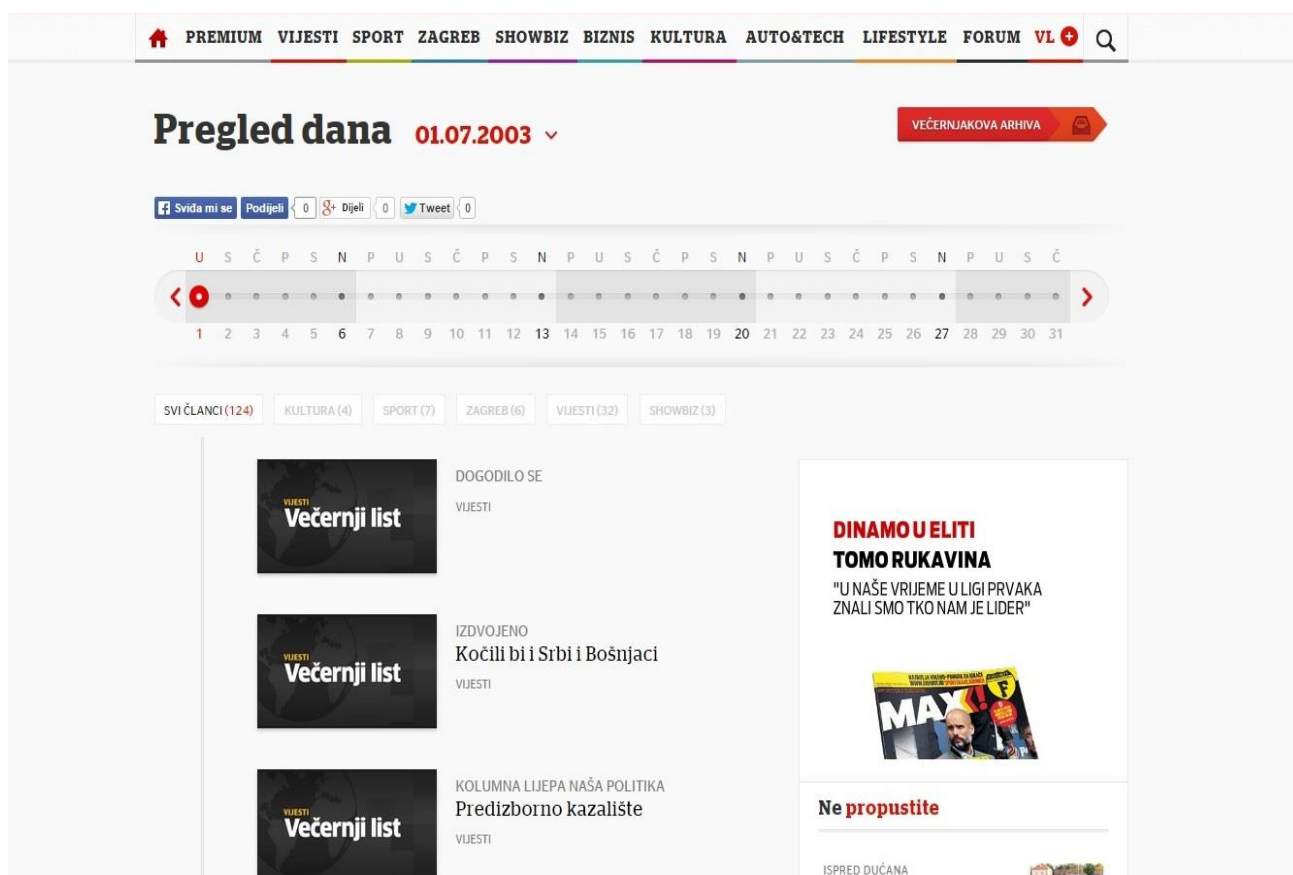 PREMIUM VIJESTI SPORT ZAGREB SHOWBIZ BIZNIS KULTURA AUTO&TECH LIFESTYLE FORUM VL
Pregled dana 01.07.2003
VEČERNJAKOVA ARHIVA
Sviđa mi se Podijeli 0 g+ Dijeli 0 Tweet 0
U S Č P S N P U S Č P S N P U S Č P S N P U S Č P S N P U S Č
1 2 3 4 5 6 7 8 9 10 11 12 13 14 15 16 17 18 19 20 21 22 23 24 25 26 27 28 29 30 31
SVI ČLANCI (124) KULTURA (4) SPORT (7) ZAGREB (6) VIJESTI (32) SHOWBIZ (3)
VIJESTI
Večernji list
DOGODILO SE
VIJESTI
VIJESTI
Večernji list
IZDVOJENO
Kočili bi i Srbi i Bošnjaci
VIJESTI
VIJESTI
Večernji list
KOLUMNA LIJEPA NAŠA POLITIKA
Predizborno kazalište
VIJESTI
DINAMO U ELITI
TOMO RUKAVINA
"U NAŠE VRIJEME U LIGI PRVAKA
ZNALI SMO TKO NAM JE LIDER"
MAX!
F
Ne propustite
ISPRED DUĆANA